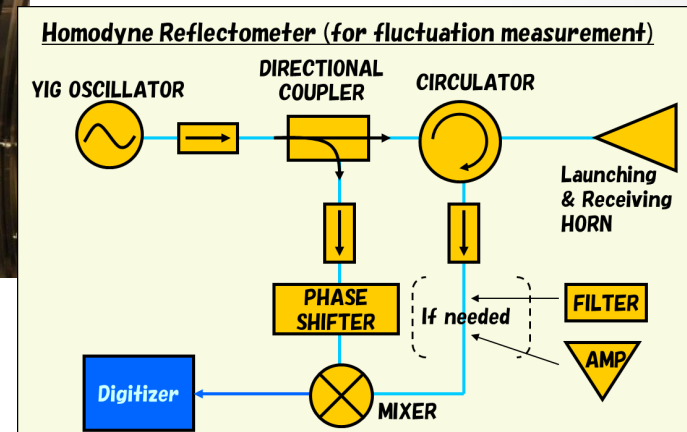 Homodyne Reflectometer (for fluctuation measurement)
DIRECTIONAL
COUPLER
CIRCULATOR
YIG OSCILLATOR
Launching
& Receiving
HORN
PHASE
SHIFTER
If needed
FILTER
AMP
Digitizer
MIXER